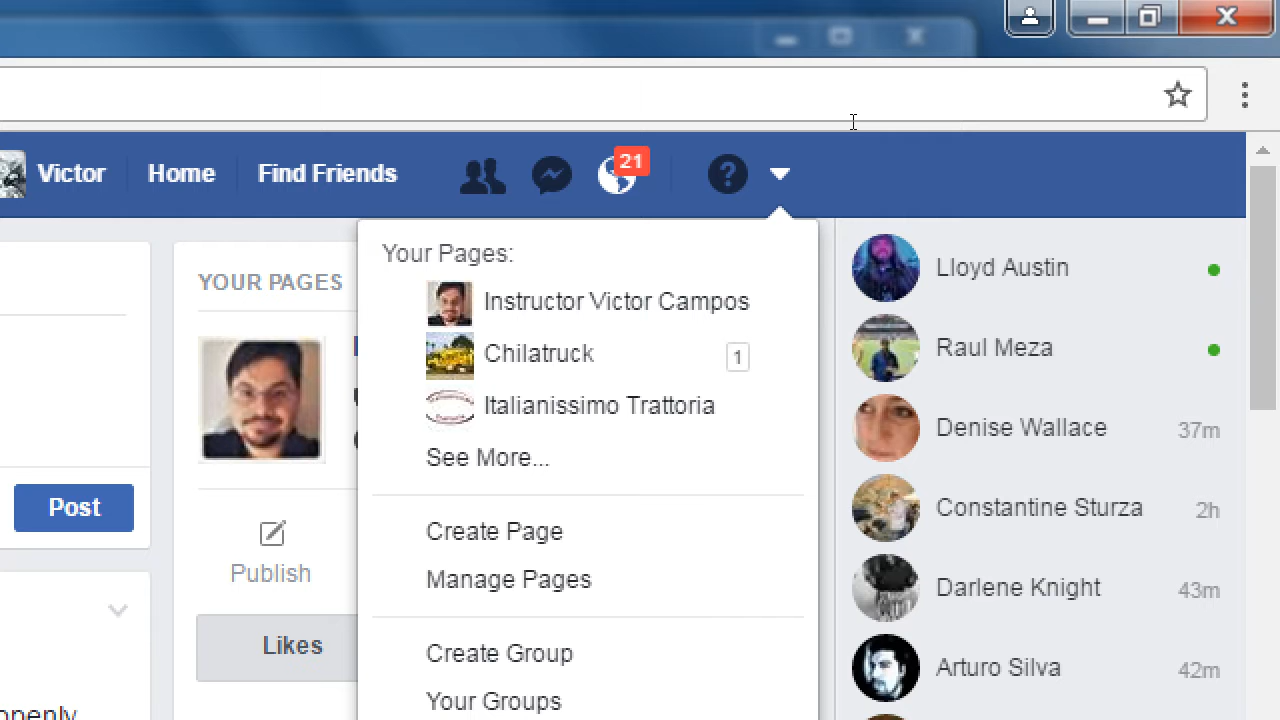 Victor Home Find Friends 21 ?
YOUR PAGES
Publish
Likes
Post
openly
Your Pages:
Instructor Victor Campos
Chilatruck 1
Italianissimo Trattoria
See More...
Create Page
Manage Pages
Create Group
Your Groups
Lloyd Austin
Raul Meza
Denise Wallace 37m
Constantine Sturza 2h
Darlene Knight 43m
Arturo Silva 42m